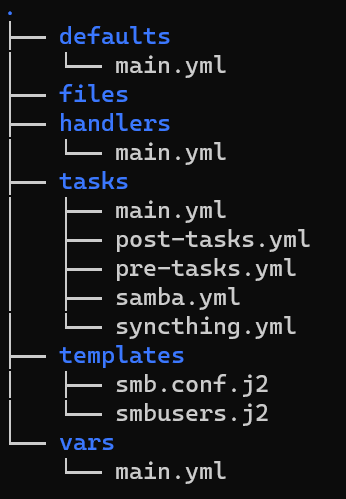 .
├── defaults
│   └── main.yml
├── files
├── handlers
│   └── main.yml
├── tasks
│   ├── main.yml
│   ├── post-tasks.yml
│   ├── pre-tasks.yml
│   ├── samba.yml
│   └── syncthing.yml
├── templates
│   ├── smb.conf.j2
│   └── smbusers.j2
└── vars
    └── main.yml